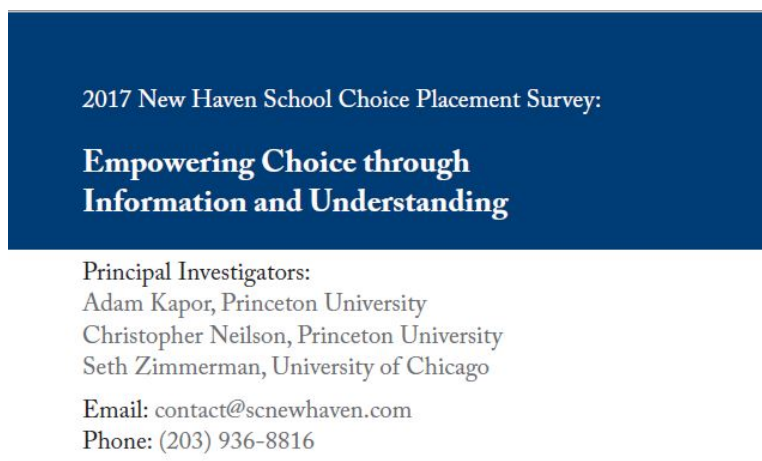 2017 New Haven School Choice Placement Survey:
Empowering Choice through
Information and Understanding
Principal Investigators:
Adam Kapor, Princeton University
Christopher Neilson, Princeton University
Seth Zimmerman, University of Chicago
Email: contact@scnewhaven.com
Phone: (203) 936-8816